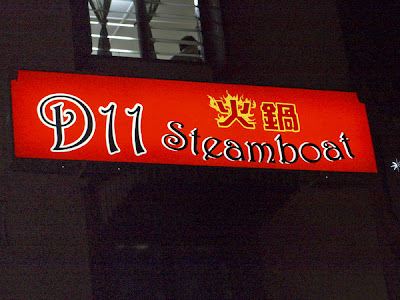 D11 火鍋
Steamboat